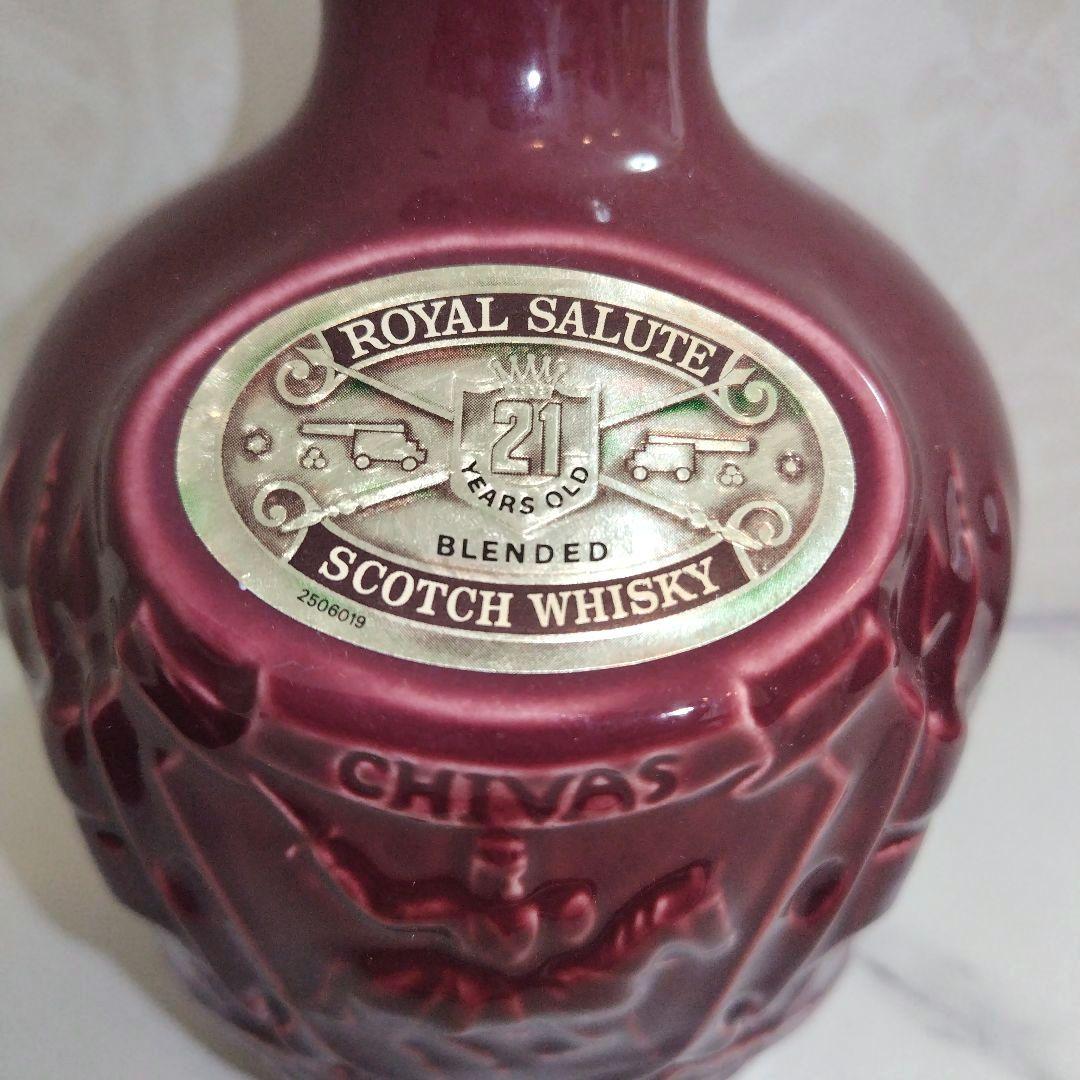 ROYAL SALUTE
21
YEARS OLD
BLENDED
SCOTCH WHISKY
2506019
CHIVAS